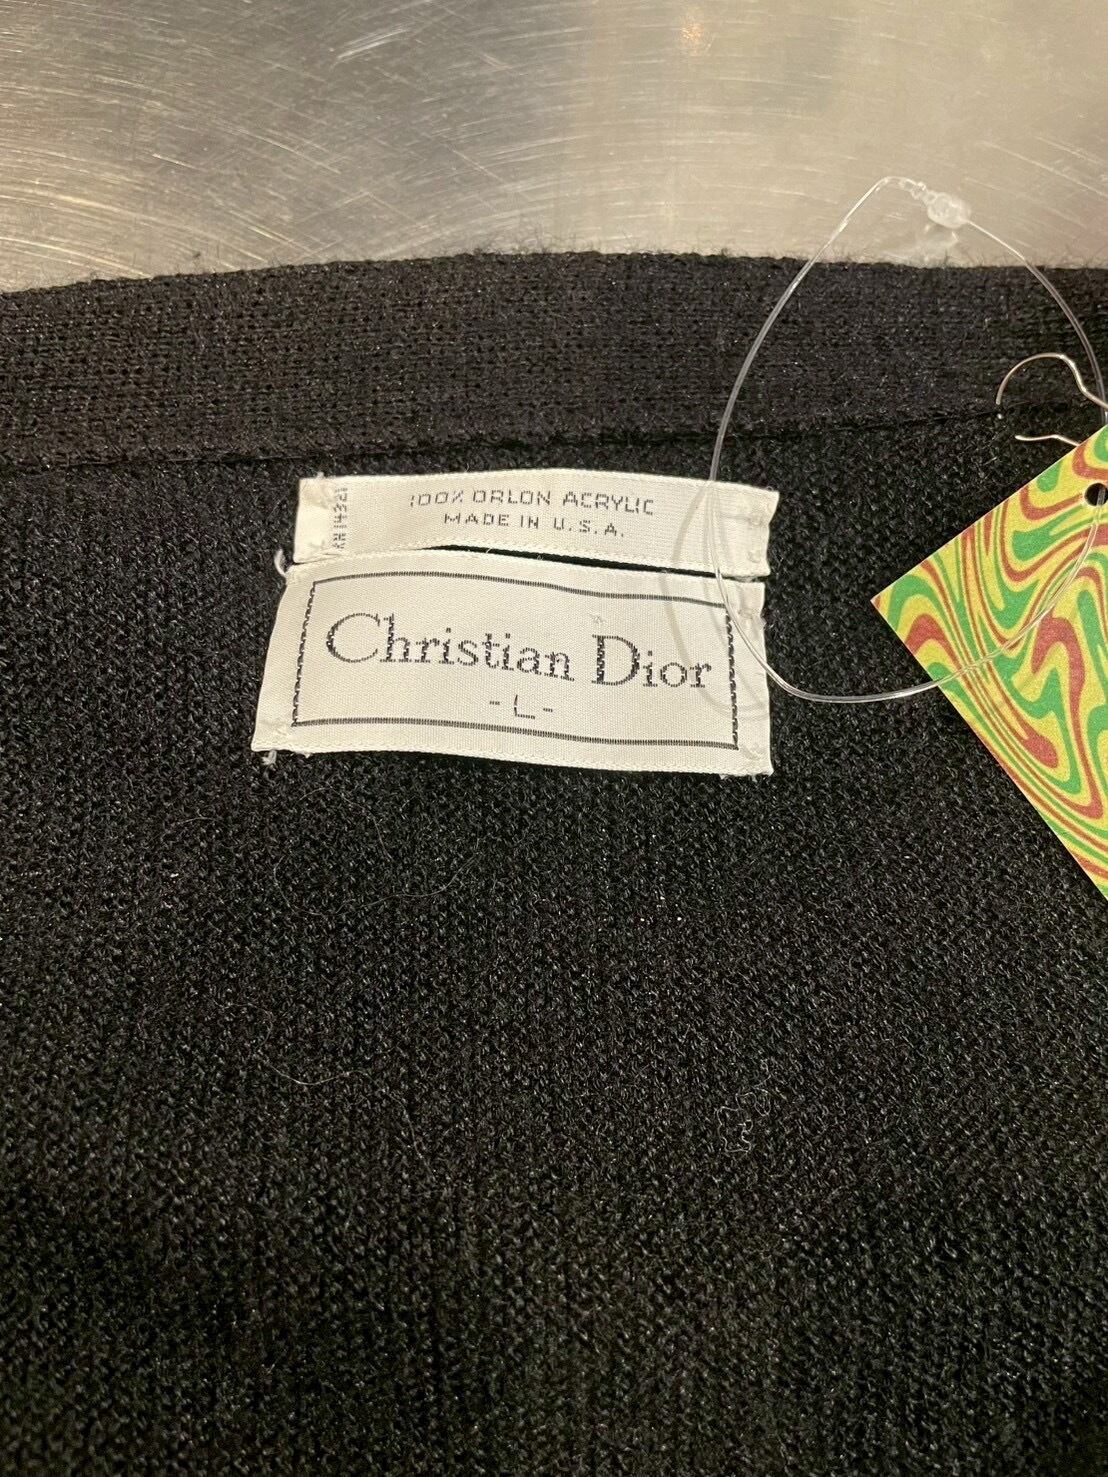 100% ORLON ACRYLIC
MADE IN U.S.A.
Christian Dior
-L-